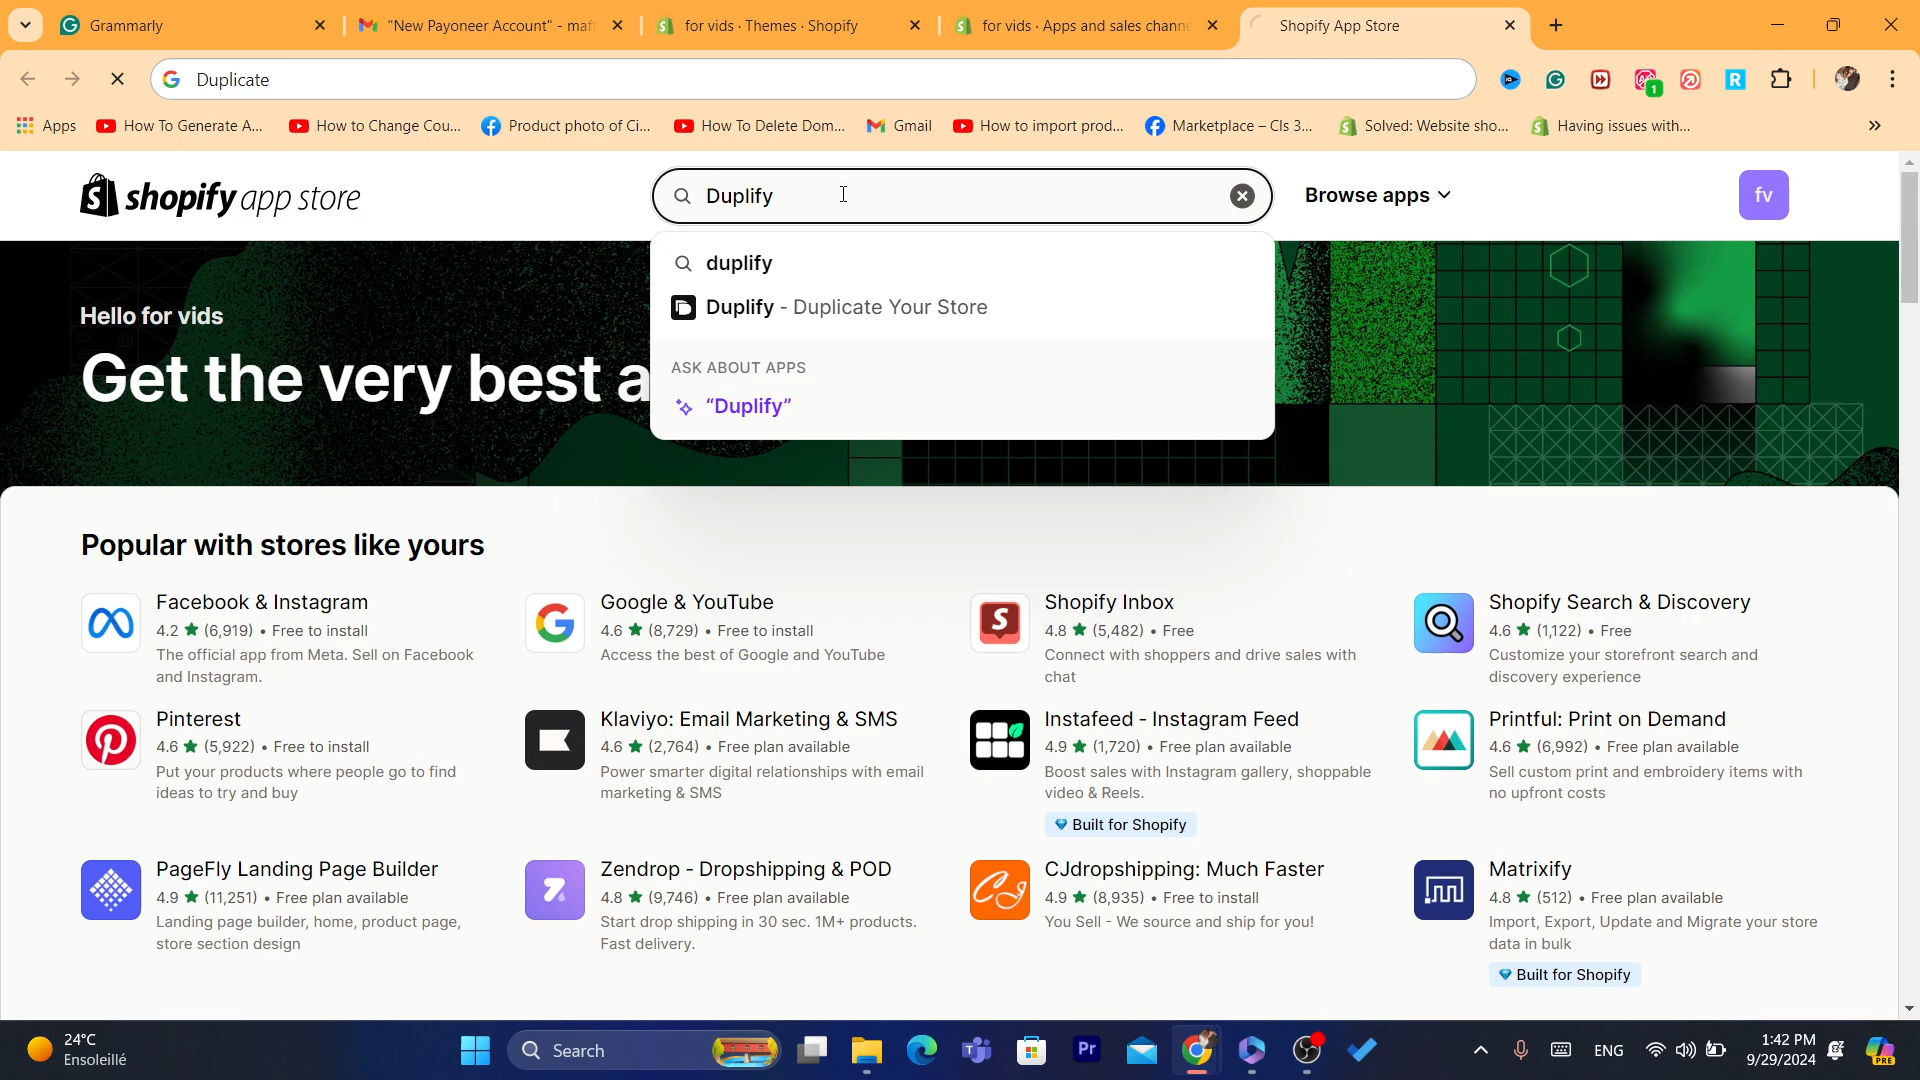 Grammarly
"New Payoneer Account" - maf
for vids · Themes · Shopify
for vids · Apps and sales channe
Shopify App Store
Duplicate
Apps
How To Generate A...
How to Change Cou...
Product photo of Ci...
How To Delete Dom...
Gmail
How to import prod...
Marketplace – Cls 3...
Solved: Website sho...
Having issues with...
shopify app store
Duplify
Browse apps
fv
duplify
Duplify - Duplicate Your Store
ASK ABOUT APPS
“Duplify”
Hello for vids
Get the very best a
Popular with stores like yours
Facebook & Instagram
4.2 ★ (6,919) • Free to install
The official app from Meta. Sell on Facebook
and Instagram.
Google & YouTube
4.6 ★ (8,729) • Free to install
Access the best of Google and YouTube
Shopify Inbox
4.8 ★ (5,482) • Free
Connect with shoppers and drive sales with
chat
Shopify Search & Discovery
4.6 ★ (1,122) • Free
Customize your storefront search and
discovery experience
Pinterest
4.6 ★ (5,922) • Free to install
Put your products where people go to find
ideas to try and buy
Klaviyo: Email Marketing & SMS
4.6 ★ (2,764) • Free plan available
Power smarter digital relationships with email
marketing & SMS
Instafeed - Instagram Feed
4.9 ★ (1,720) • Free plan available
Boost sales with Instagram gallery, shoppable
video & Reels.
Built for Shopify
Printful: Print on Demand
4.6 ★ (6,992) • Free plan available
Sell custom print and embroidery items with
no upfront costs
PageFly Landing Page Builder
4.9 ★ (11,251) • Free plan available
Landing page builder, home, product page,
store section design
Zendrop - Dropshipping & POD
4.8 ★ (9,746) • Free plan available
Start drop shipping in 30 sec. 1M+ products.
Fast delivery.
CJdropshipping: Much Faster
4.9 ★ (8,935) • Free to install
You Sell - We source and ship for you!
Matrixify
4.8 ★ (512) • Free plan available
Import, Export, Update and Migrate your store
data in bulk
Built for Shopify
24°C
Ensoleillé
Search
Pr
ENG
1:42 PM
9/29/2024
PRE